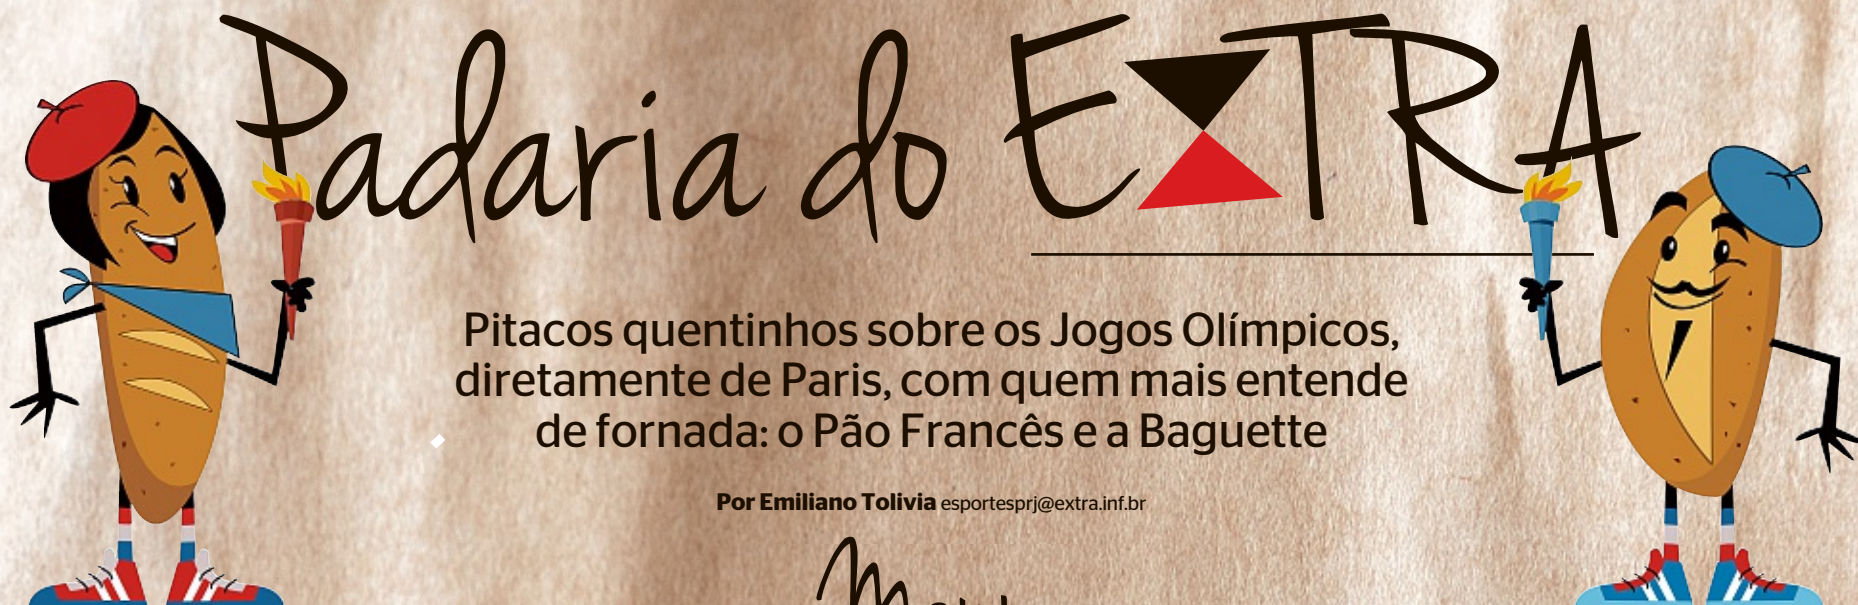 Padaria do EXTRA
Pitacos quentinhos sobre os Jogos Olímpicos,
diretamente de Paris, com quem mais entende
de fornada: o Pão Francês e a Baguette
Por Emiliano Tolivia esportesprj@extra.inf.br